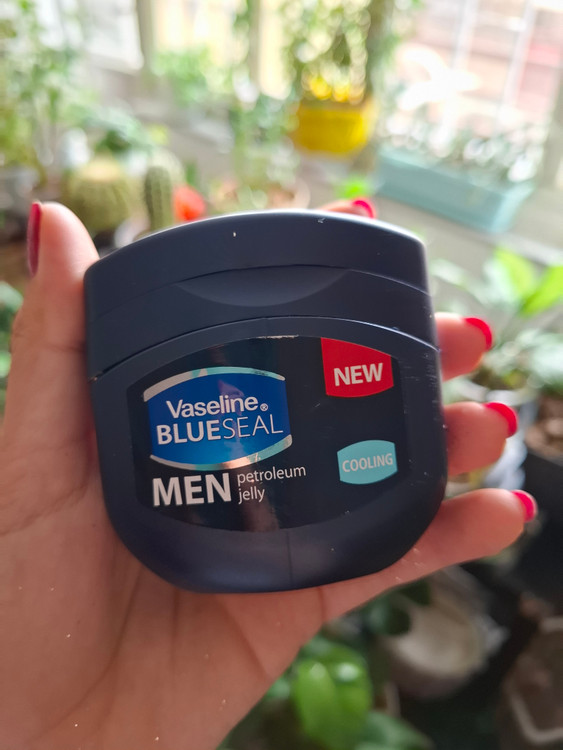 NEW
Vaseline®
BLUESEAL
COOLING
MEN petroleum
jelly